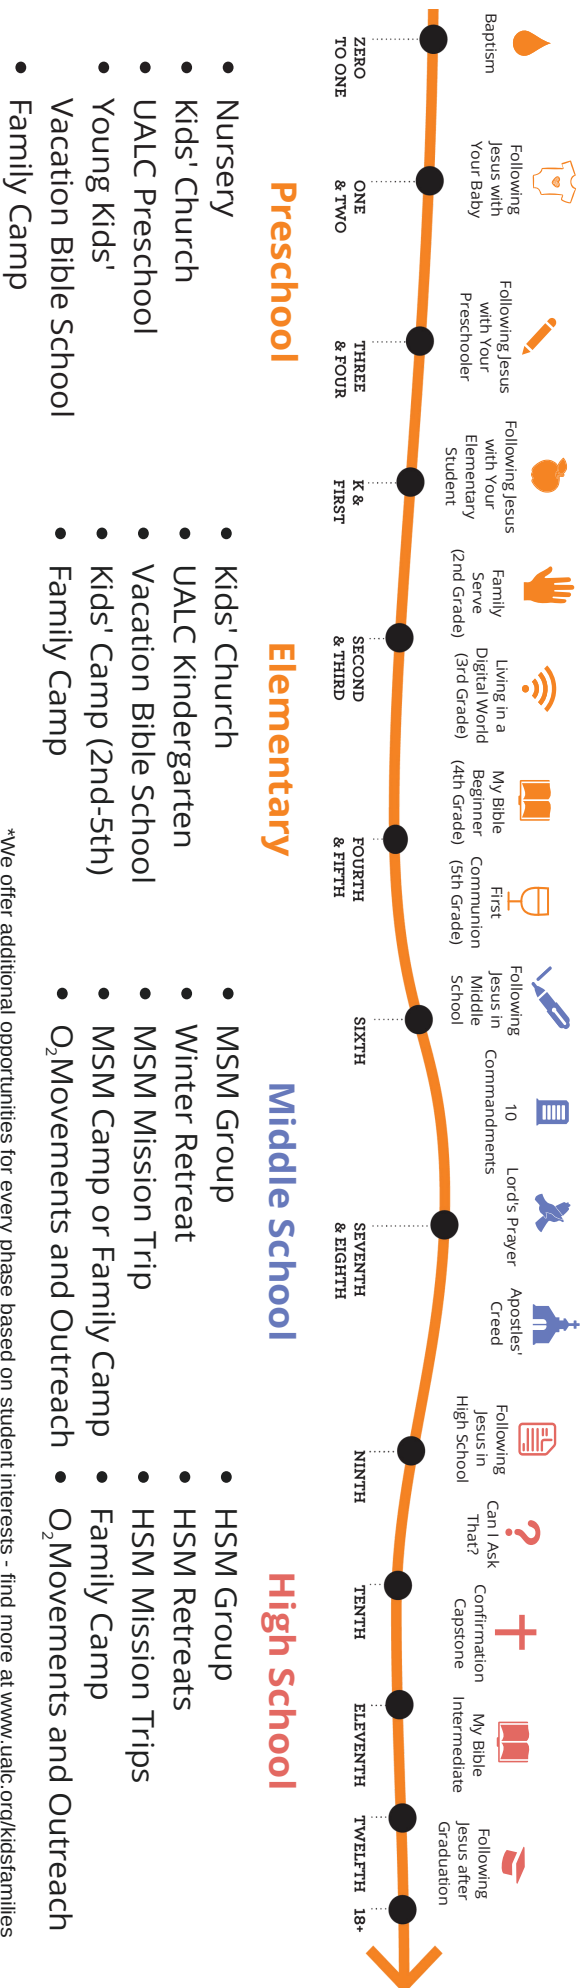 Baptism
Following
Jesus with
Your Baby
Following Jesus
with Your
Preschooler
Following Jesus
with Your
Elementary
Student
Family
Serve
(2nd Grade)
Living in a
Digital World
(3rd Grade)
My Bible
Beginner
(4th Grade)
First
Communion
(5th Grade)
Following
Jesus in
Middle
School
10
Commandments
Lord's Prayer
Apostles'
Creed
Following
Jesus in
High School
Can I Ask
That?
Confirmation
Capstone
My Bible
Intermediate
Following
Jesus after
Graduation
ZERO
TO ONE
ONE
& TWO
THREE
& FOUR
K &
FIRST
SECOND
& THIRD
FOURTH
& FIFTH
SIXTH
SEVENTH
& EIGHTH
NINTH
TENTH
ELEVENTH
TWELFTH
18+
Preschool
• Nursery
• Kids' Church
• UALC Preschool
• Young Kids'
Vacation Bible School
• Family Camp
Elementary
• Kids' Church
• UALC Kindergarten
• Vacation Bible School
• Kids' Camp (2nd-5th)
• Family Camp
Middle School
• MSM Group
• Winter Retreat
• MSM Mission Trip
• MSM Camp or Family Camp
• O₂Movements and Outreach
High School
• HSM Group
• HSM Retreats
• HSM Mission Trips
• Family Camp
• O₂Movements and Outreach
*We offer additional opportunities for every phase based on student interests - find more at www.ualc.org/kidsfamilies